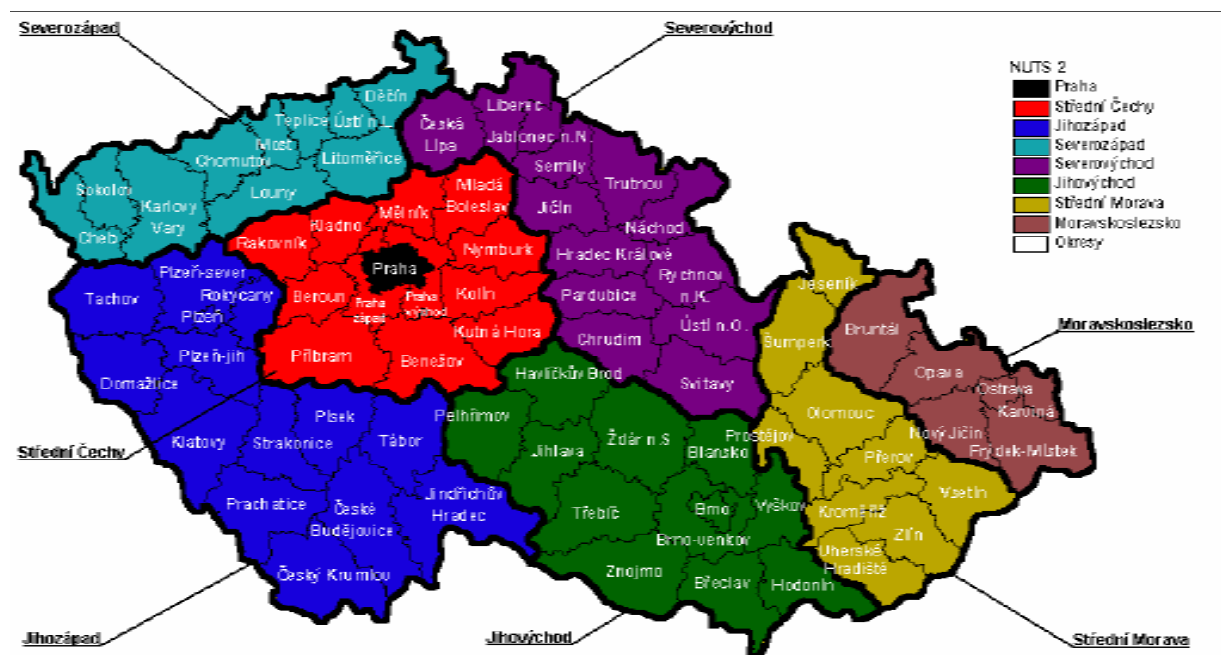 Severozápad
Severovýchod
NUTS 2
Praha
Střední Čechy
Jihozápad
Severozápad
Severovýchod
Jihovýchod
Střední Morava
Moravskoslezsko
Okresy
Děčín
Teplice
Ústí n.L.
Most
Chomutov
Litoměřice
Sokolov
Louny
Karlovy
Vary
Cheb
Liberec
Česká
Lípa
Jablonec n.N.
Semily
Trutnov
Jičín
Náchod
Hradec Králové
Rychnov
n.K.
Pardubice
Ústí n.O.
Chrudim
Svitavy
Mladá
Boleslav
Mělník
Kladno
Rakovník
Nymburk
Praha
Beroun
Praha
západ
Praha
východ
Kolín
Kutná Hora
Příbram
Benešov
Plzeň-sever
Tachov
Rokycany
Plzeň
Plzeň-jih
Domažlice
Písek
Klatovy
Strakonice
Tábor
Prachatice
České
Budějovice
Jindřichův
Hradec
Český Krumlov
Havlíčkův Brod
Pelhřimov
Jihlava
Žďár n.S
Blansko
Třebíč
Brno
Vyškov
Brno-venkov
Znojmo
Břeclav
Hodonín
Jeseník
Šumperk
Olomouc
Prostějov
Přerov
Kroměříž
Vsetín
Zlín
Uherské
Hradiště
Bruntál
Opava
Ostrava
Karviná
Nový Jičín
Frýdek-Místek
Moravskoslezsko
Střední Čechy
Jihozápad
Jihovýchod
Střední Morava